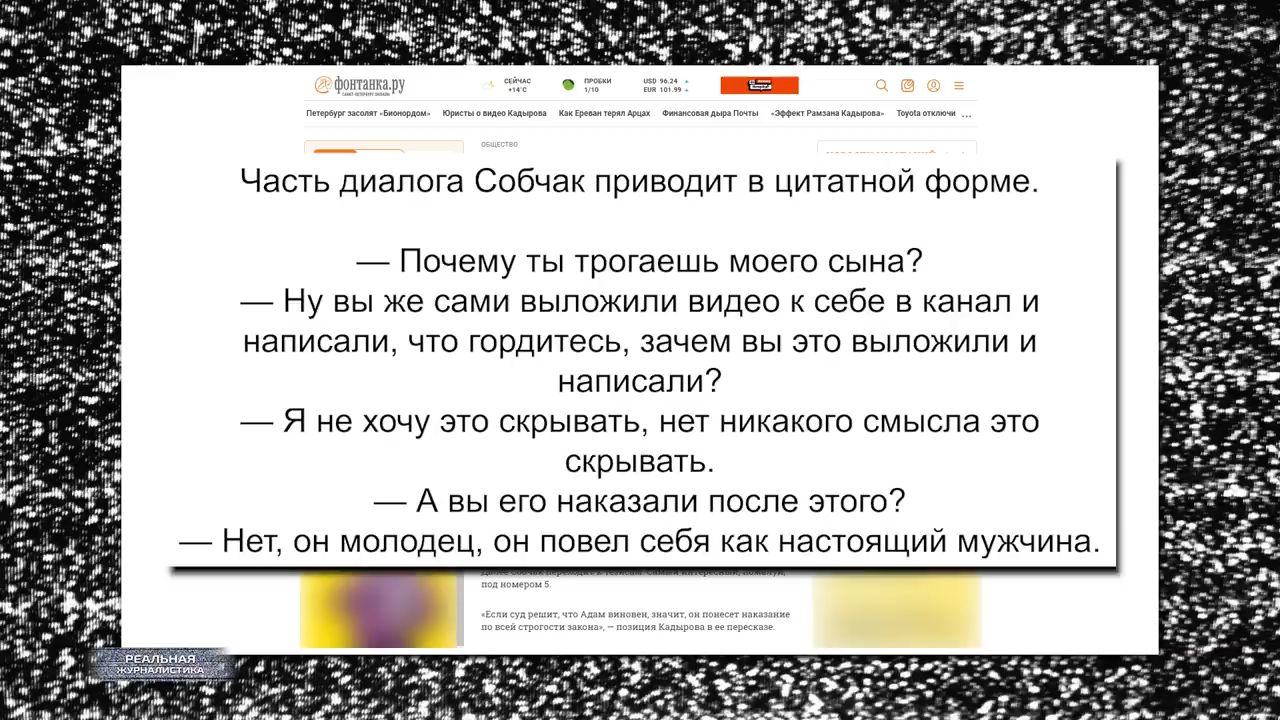 фонтанка.ру
САНКТ-ПЕТЕРБУРГ ОНЛАЙН
СЕЙЧАС
+14°C
ПРОБКИ
1/10
USD 96.24
EUR 101.99
Петербург засолят «Бионордом»
Юристы о видео Кадырова
Как Ереван терял Арцах
Финансовая дыра Почты
«Эффект Рамзана Кадырова»
Toyota отключи ...
ОБЩЕСТВО
Часть диалога Собчак приводит в цитатной форме.
— Почему ты трогаешь моего сына?
— Ну вы же сами выложили видео к себе в канал и
написали, что гордитесь, зачем вы это выложили и
написали?
— Я не хочу это скрывать, нет никакого смысла это
скрывать.
— А вы его наказали после этого?
— Нет, он молодец, он повел себя как настоящий мужчина.
под номером 5.
«Если суд решит, что Адам виновен, значит, он понесет наказание
по всей строгости закона», — позиция Кадырова в ее пересказе.
РЕАЛЬНАЯ
ЖУРНАЛИСТИКА